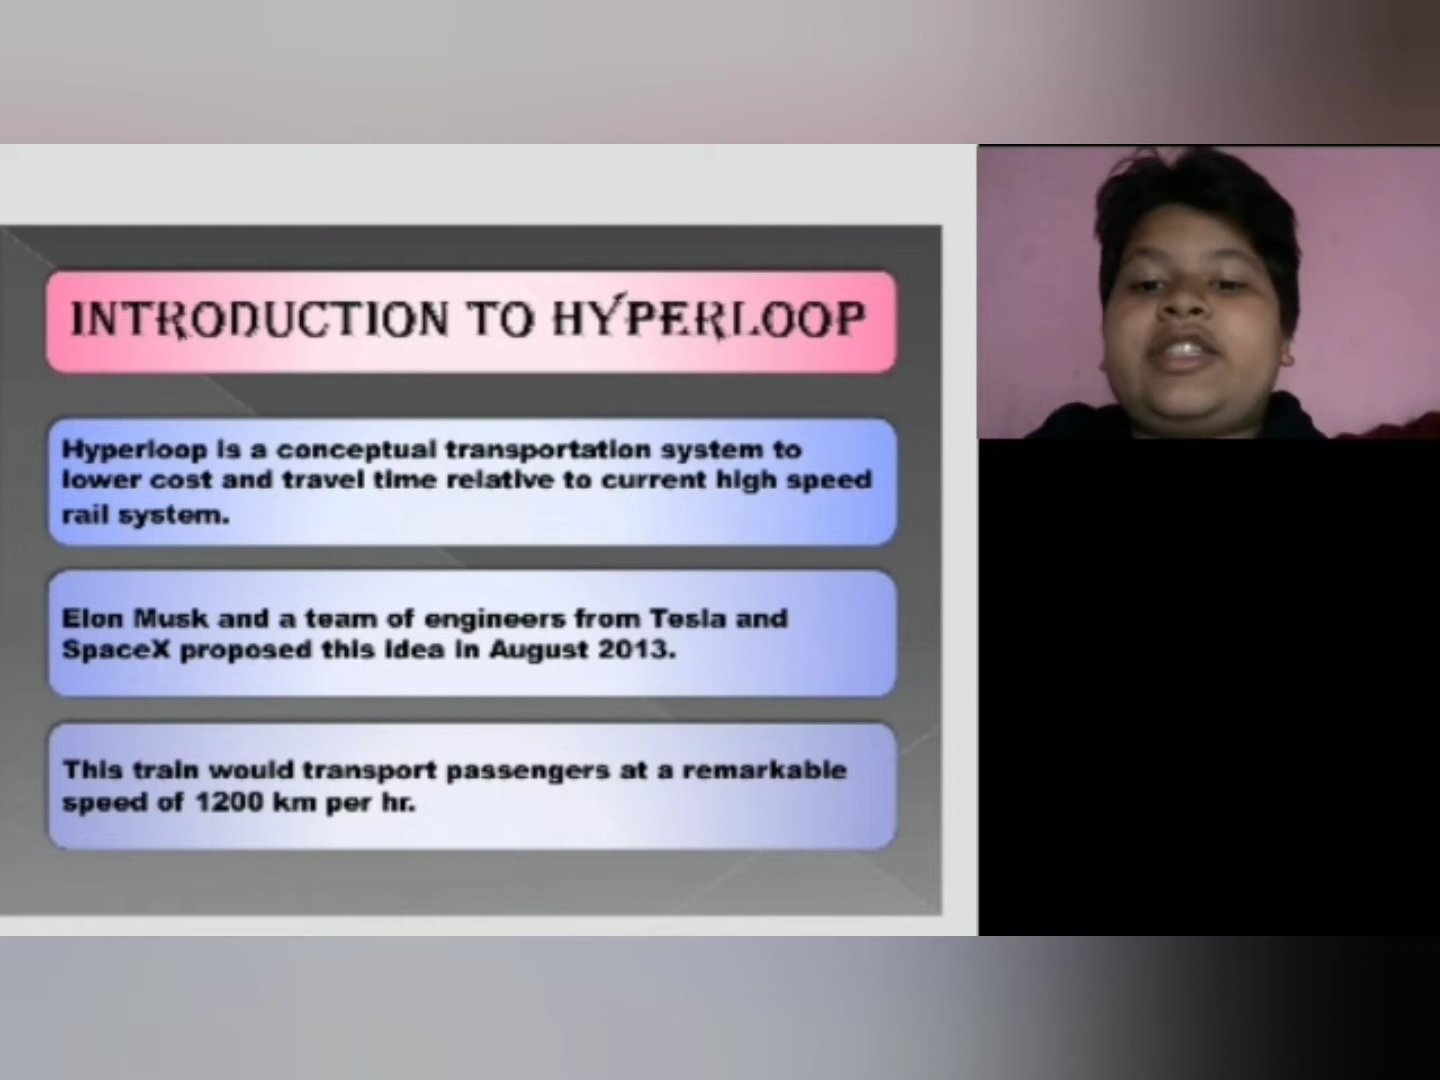 INTRODUCTION TO HYPERLOOP
Hyperloop is a conceptual transportation system to
lower cost and travel time relative to current high speed
rail system.
Elon Musk and a team of engineers from Tesla and
SpaceX proposed this idea in August 2013.
This train would transport passengers at a remarkable
speed of 1200 km per hr.